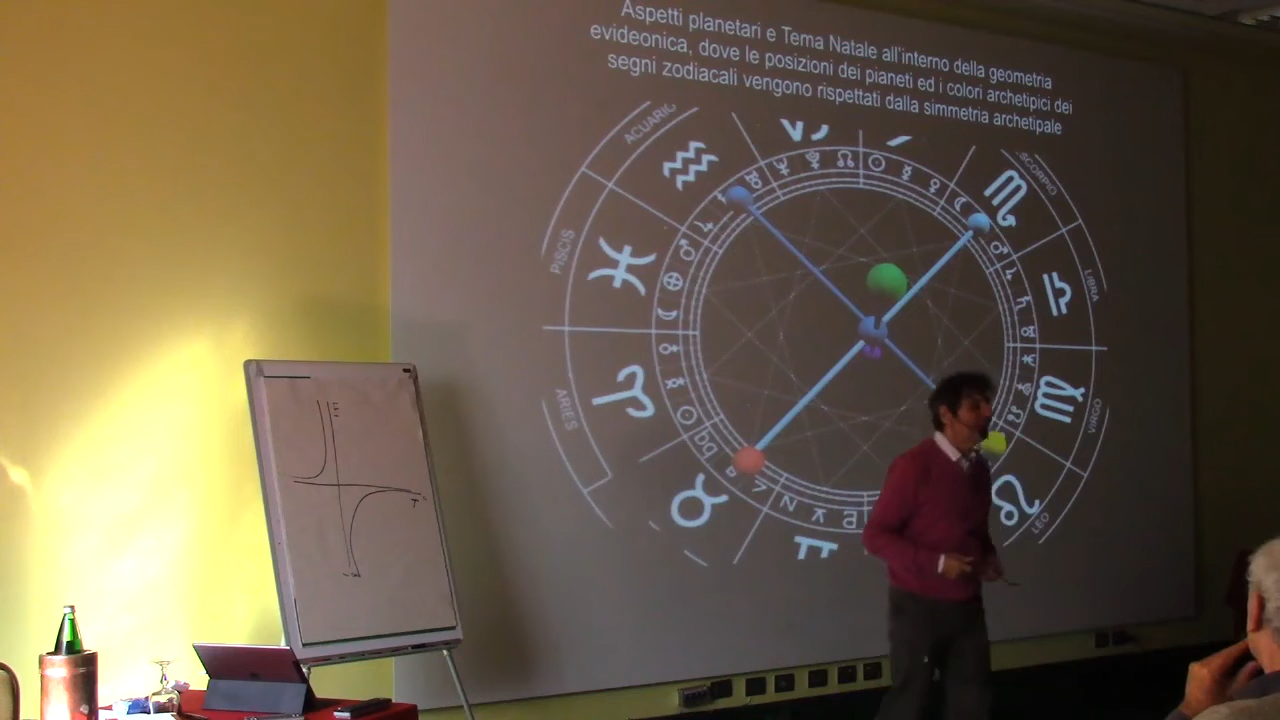 Aspetti planetari e Tema Natale all'interno della geometria
evideonica, dove le posizioni dei pianeti ed i colori archetipici dei
segni zodiacali vengono rispettati dalla simmetria archetipale
ACUARIO
SCORPIO
PISCIS
LIBRA
ARIES
VIRGO
LEO
E
T